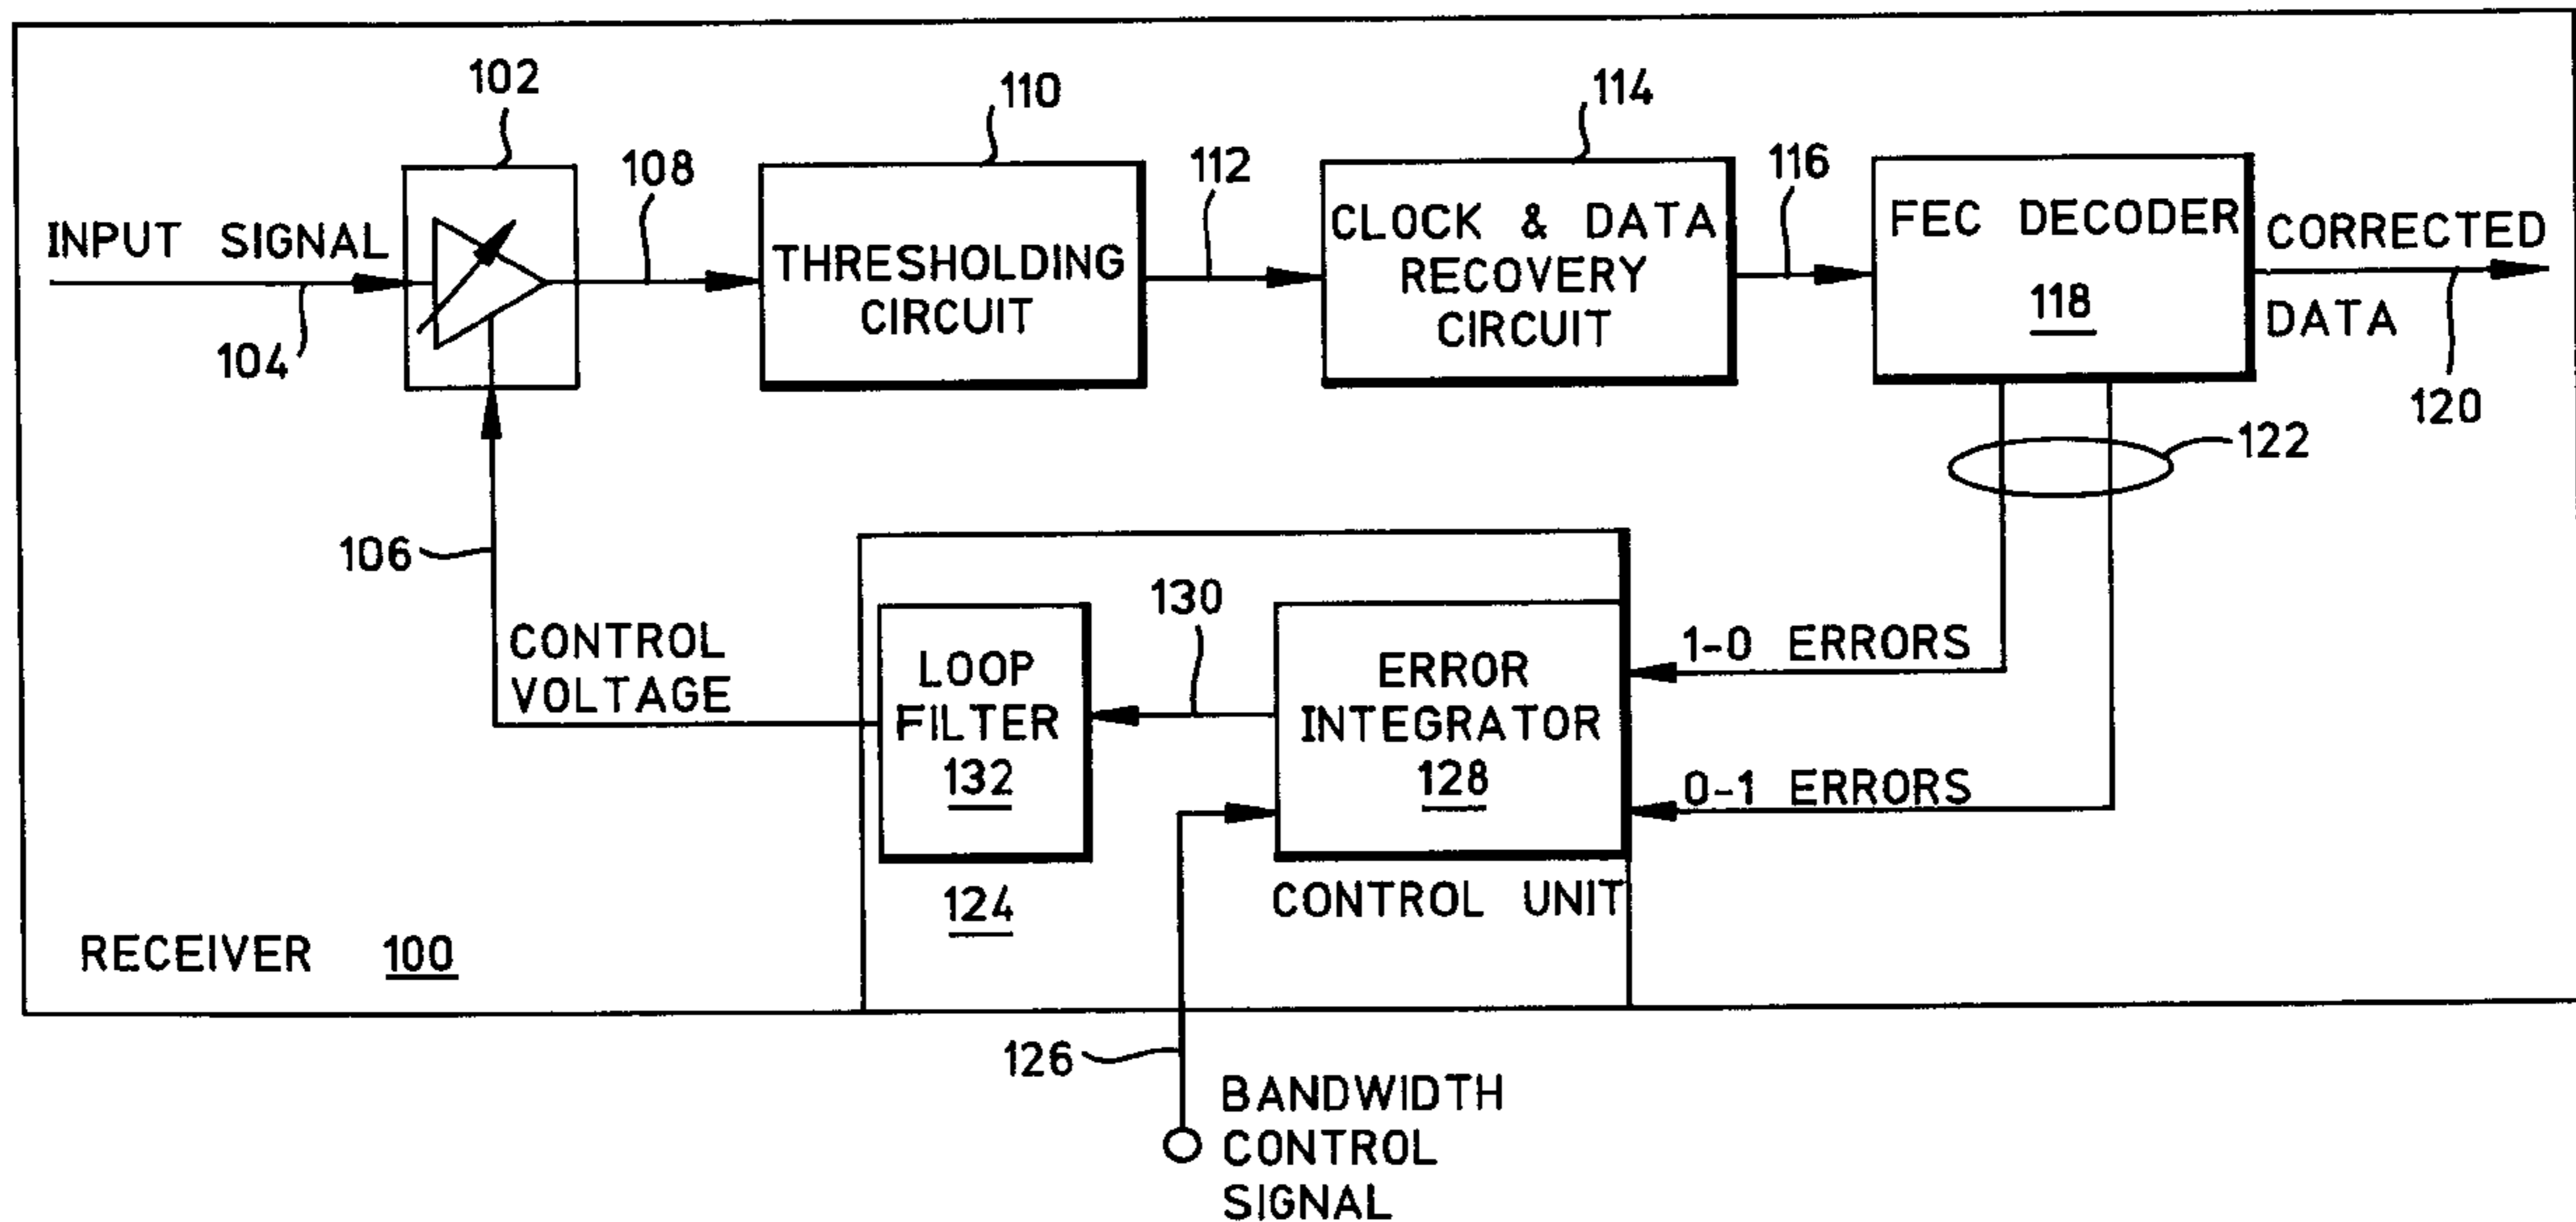 102
110
114
108
112
116
INPUT SIGNAL
THRESHOLDING
CIRCUIT
CLOCK & DATA
RECOVERY
CIRCUIT
FEC DECODER
118
CORRECTED
DATA
104
120
122
106
130
CONTROL
VOLTAGE
LOOP
FILTER
132
ERROR
INTEGRATOR
128
1-0 ERRORS
0-1 ERRORS
124
CONTROL UNIT
RECEIVER 100
126
BANDWIDTH
CONTROL
SIGNAL